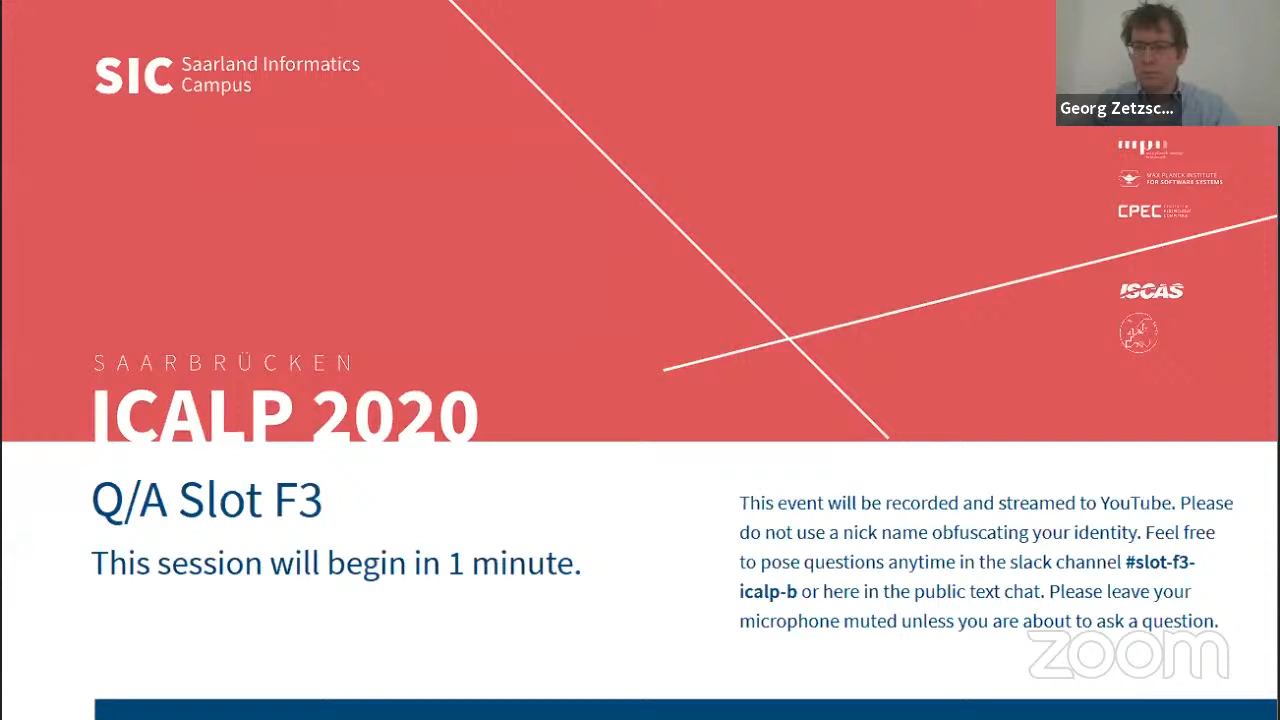 SIC Saarland Informatics
Campus
Georg Zetzsc...
MAX PLANCK INSTITUTE
FOR SOFTWARE SYSTEMS
CPEC
ISCAS
SAARBRÜCKEN
ICALP 2020
Q/A Slot F3
This session will begin in 1 minute.
This event will be recorded and streamed to YouTube. Please
do not use a nick name obfuscating your identity. Feel free
to pose questions anytime in the slack channel #slot-f3-
icalp-b or here in the public text chat. Please leave your
microphone muted unless you are about to ask a question.
zoom